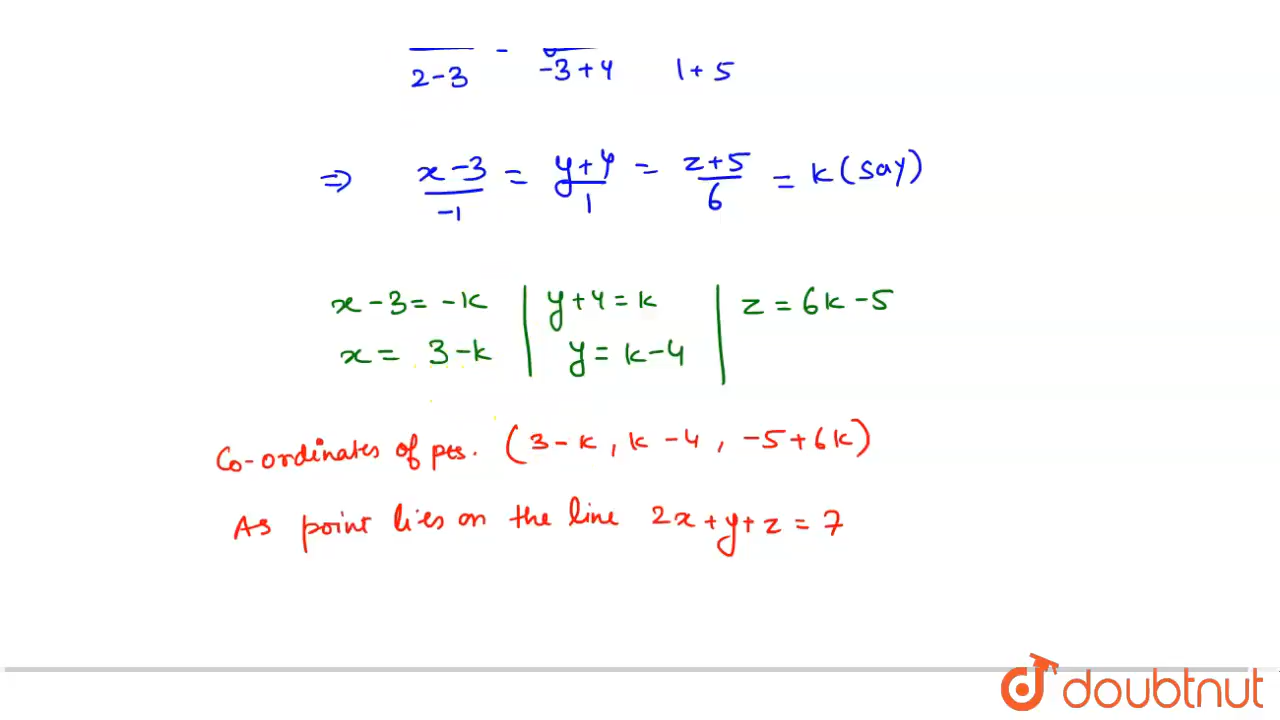 2-3 -3+4 1+5
⇒ x-3/-1 = y+4/1 = z+5/6 = k (say)
x-3 = -k | y+4 = k | z = 6k-5
x = 3-k | y = k-4
Co-ordinates of pts. (3-k, k-4, -5+6k)
As point lies on the line 2x+y+z = 7
doubtnut